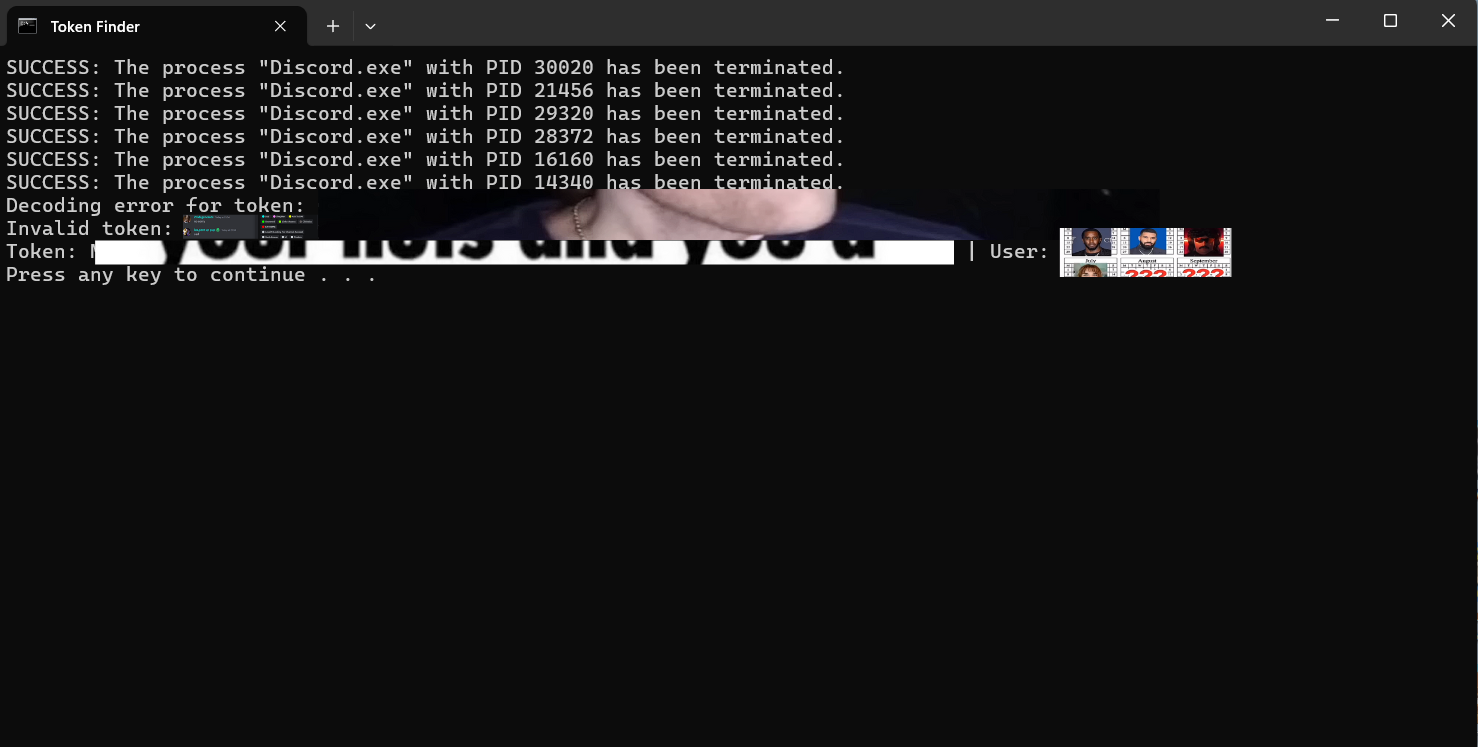 Token Finder
SUCCESS: The process "Discord.exe" with PID 30020 has been terminated.
SUCCESS: The process "Discord.exe" with PID 21456 has been terminated.
SUCCESS: The process "Discord.exe" with PID 29320 has been terminated.
SUCCESS: The process "Discord.exe" with PID 28372 has been terminated.
SUCCESS: The process "Discord.exe" with PID 16160 has been terminated.
SUCCESS: The process "Discord.exe" with PID 14340 has been terminated.
Decoding error for token:
Invalid token:
Token: your and you | User:
July August September
??? ???
Press any key to continue . . .